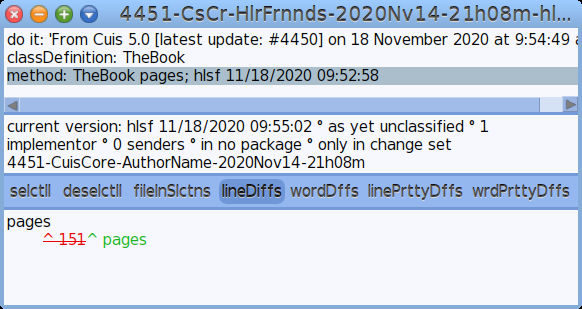 4451-CsCr-HlrFrnnds-2020Nv14-21h08m-hl...
do it: 'From Cuis 5.0 [latest update: #4450] on 18 November 2020 at 9:54:49 a
classDefinition: TheBook
method: TheBook pages; hlsf 11/18/2020 09:52:58
current version: hlsf 11/18/2020 09:55:02 ° as yet unclassified ° 1
implementor ° 0 senders ° in no package ° only in change set
4451-CuisCore-AuthorName-2020Nov14-21h08m
selctll deselctll fileInSlctns lineDiffs wordDffs linePrttyDffs wrdPrttyDffs
pages
^ 151^ pages